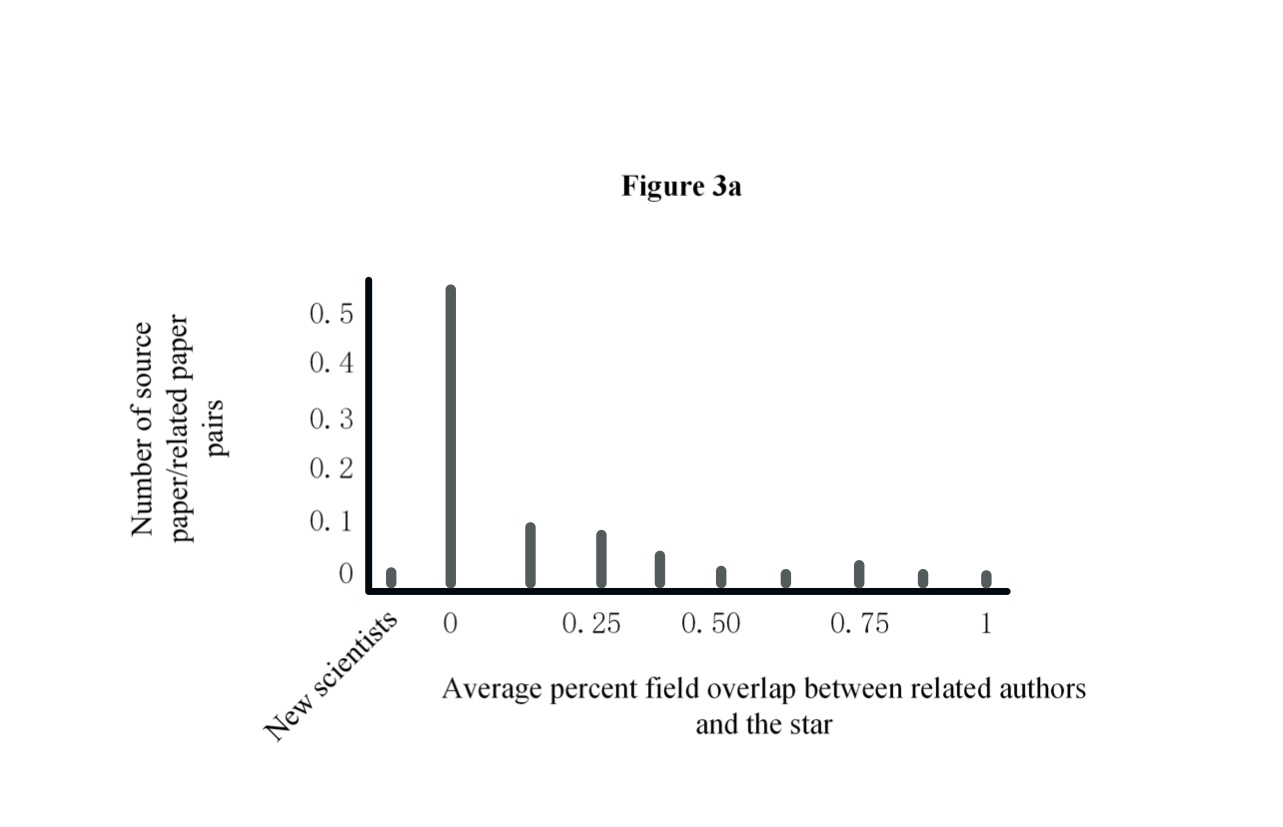 Figure 3a
Number of source
paper/related paper
pairs
0.5
0.4
0.3
0.2
0.1
0
New scientists
0
0.25
0.50
0.75
1
Average percent field overlap between related authors
and the star